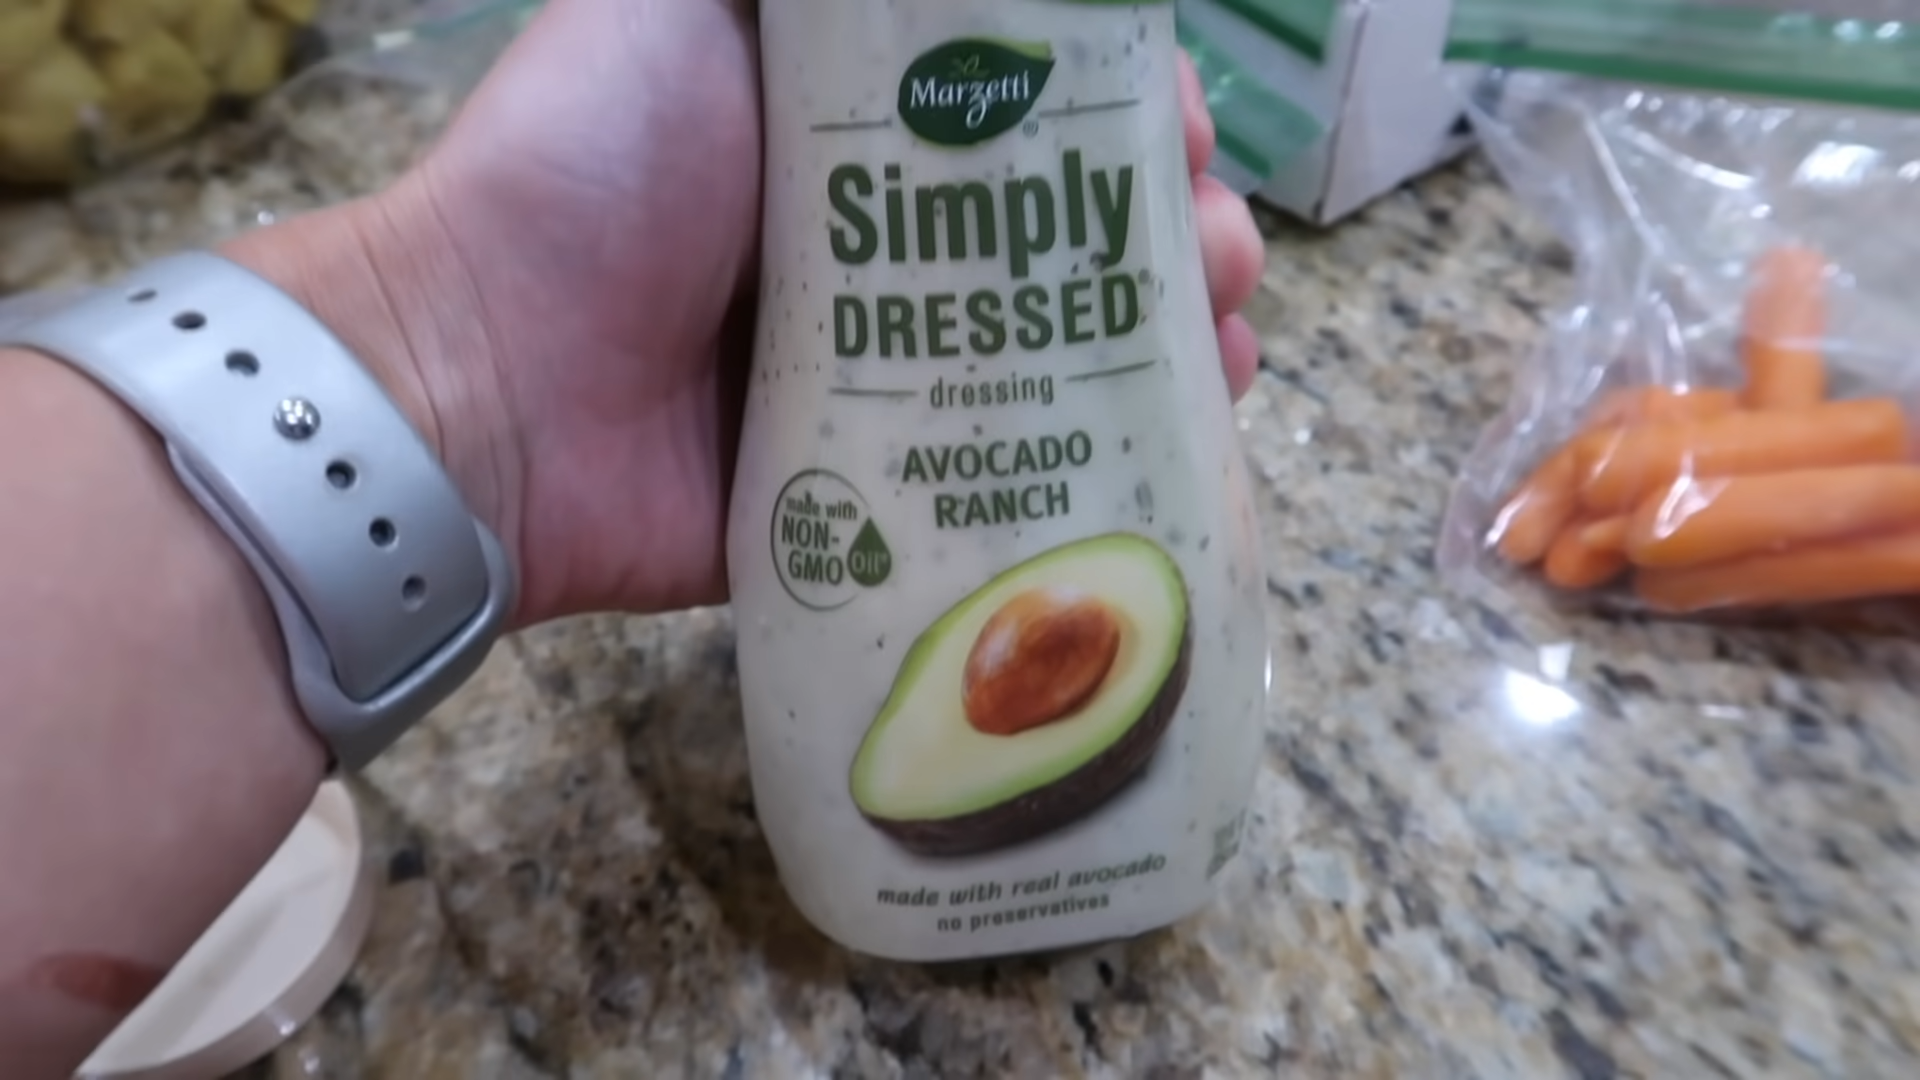 Marzetti®
Simply
DRESSED®
dressing
AVOCADO
RANCH
made with
NON-
GMO Oil*
made with real avocado
no preservatives